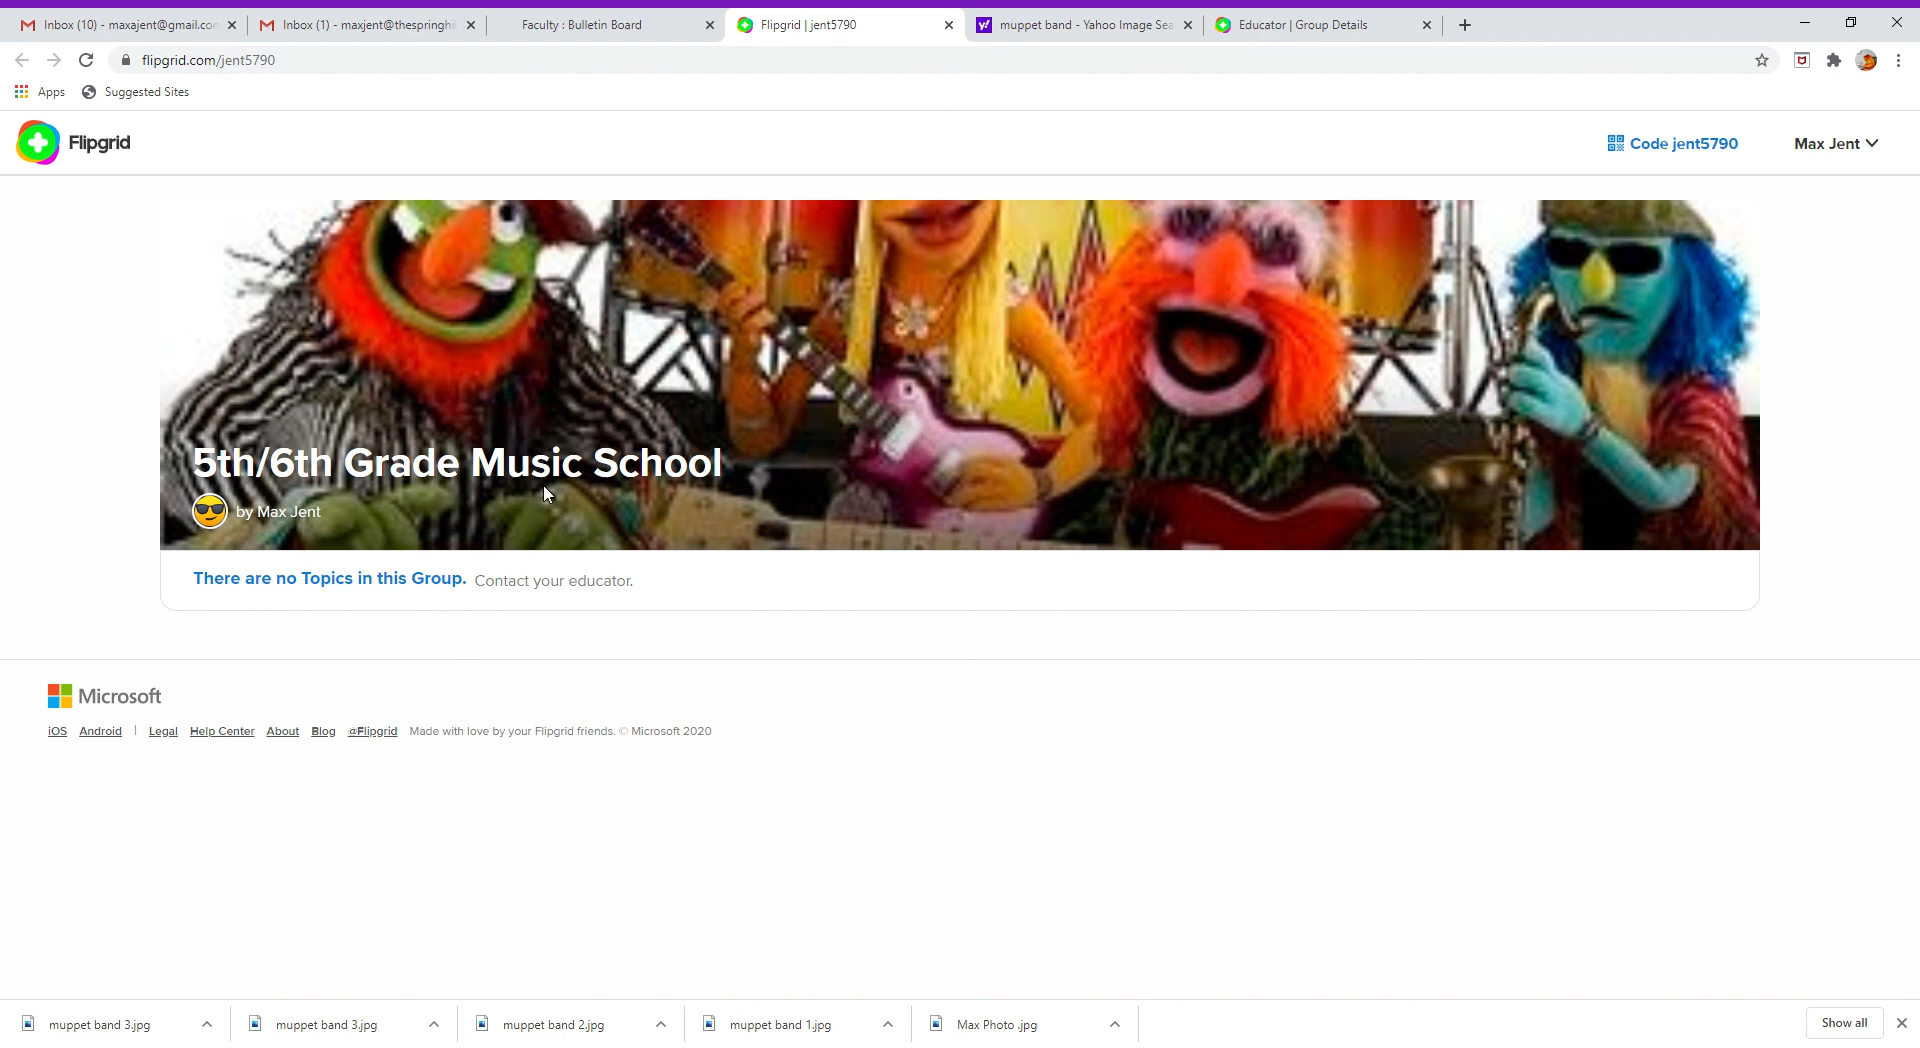 Inbox (10) - maxajent@gmail.con
Inbox (1) - maxjent@thespringhil
Faculty : Bulletin Board
Flipgrid | jent5790
muppet band - Yahoo Image Sea
Educator | Group Details
flipgrid.com/jent5790
Apps
Suggested Sites
Flipgrid
Code jent5790
Max Jent
5th/6th Grade Music School
by Max Jent
There are no Topics in this Group. Contact your educator.
Microsoft
iOS Android | Legal Help Center About Blog @Flipgrid Made with love by your Flipgrid friends. © Microsoft 2020
muppet band 3.jpg
muppet band 3.jpg
muppet band 2.jpg
muppet band 1.jpg
Max Photo .jpg
Show all